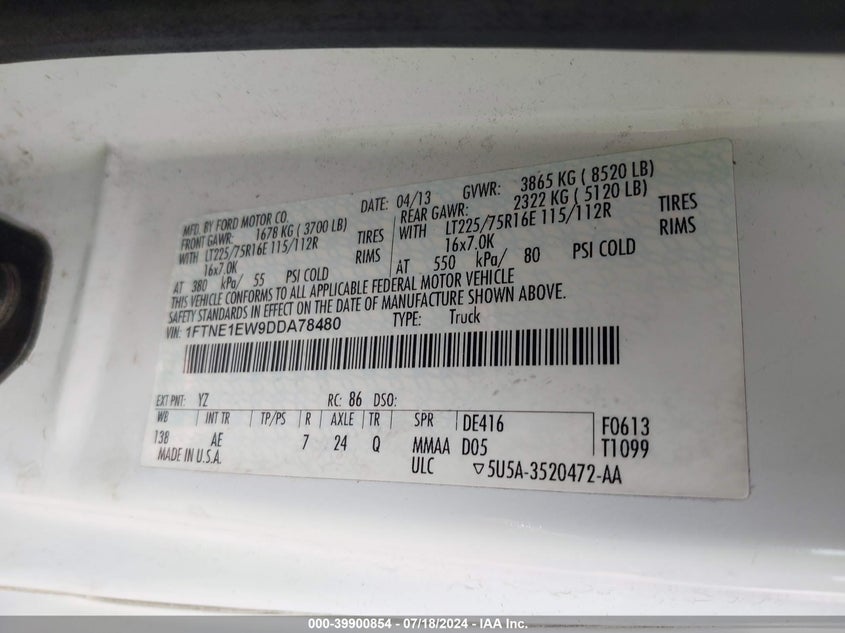 MFD. BY FORD MOTOR CO.
DATE: 04/13 GVWR: 3865 KG ( 8520 LB)
FRONT GAWR: 1678 KG ( 3700 LB)
REAR GAWR: 2322 KG ( 5120 LB)
WITH LT225/75R16E 115/112R TIRES
WITH LT225/75R16E 115/112R TIRES
16x7.0K RIMS
16x7.0K RIMS
AT 380 kPa/ 55 PSI COLD
AT 550 kPa/ 80 PSI COLD
THIS VEHICLE CONFORMS TO ALL APPLICABLE FEDERAL MOTOR VEHICLE
SAFETY STANDARDS IN EFFECT ON THE DATE OF MANUFACTURE SHOWN ABOVE.
VIN: 1FTNE1EW9DDA78480 TYPE: Truck
EXT PNT: YZ RC: 86 DSO:
WB INT TR TP/PS R AXLE TR SPR DE416 F0613
138 AE 7 24 Q MMAA D05 T1099
MADE IN U.S.A. ULC ▽5U5A-3520472-AA
000-39900854 - 07/18/2024 - IAA Inc.